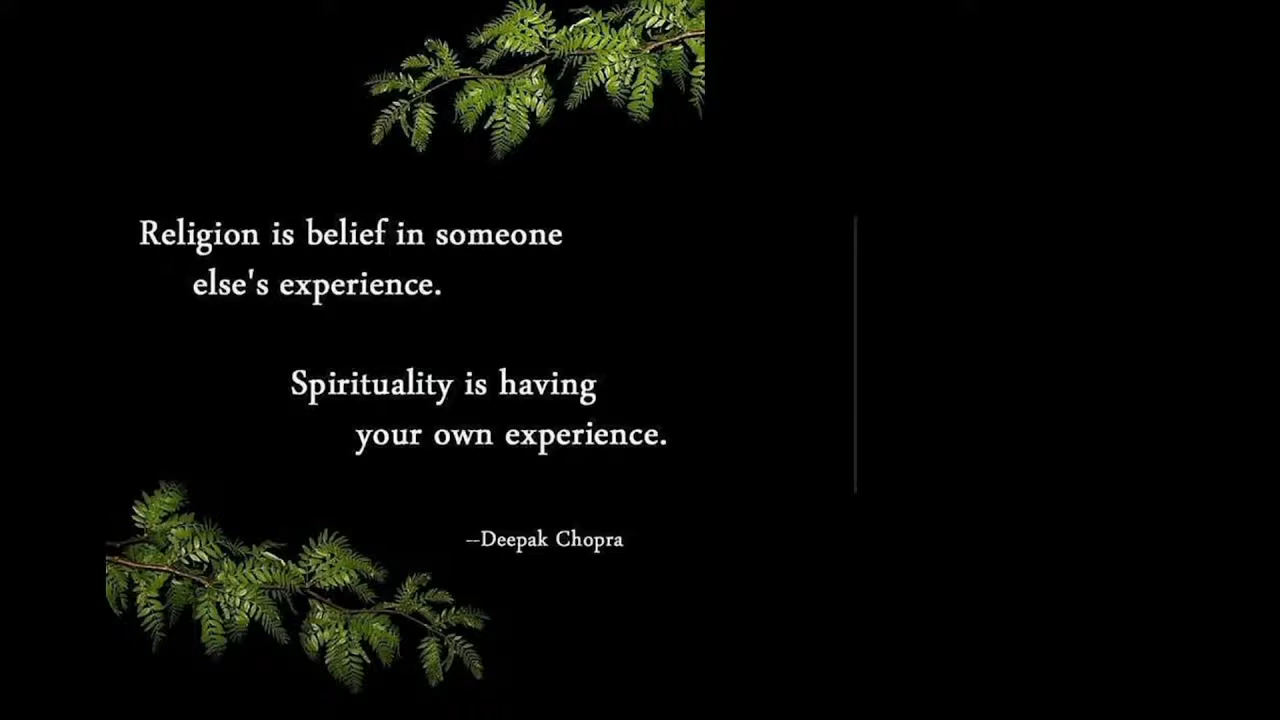 Religion is belief in someone
else's experience.
Spirituality is having
your own experience.
--Deepak Chopra